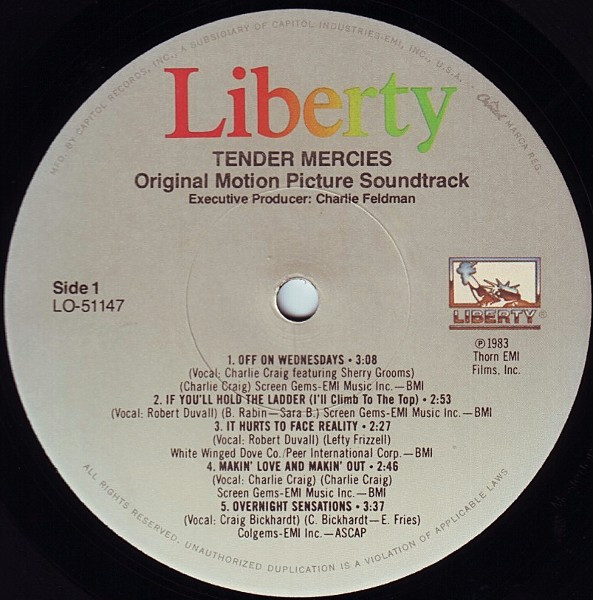 MFD. BY CAPITOL RECORDS, INC., A SUBSIDIARY OF CAPITOL INDUSTRIES-EMI, INC., U.S.A. • Capitol MARCA REG.
Liberty
TENDER MERCIES
Original Motion Picture Soundtrack
Executive Producer: Charlie Feldman
Side 1
LO-51147
LIBERTY®
℗ 1983
Thorn EMI
Films, Inc.
1. OFF ON WEDNESDAYS • 3:08
(Vocal: Charlie Craig featuring Sherry Grooms)
(Charlie Craig) Screen Gems-EMI Music Inc.—BMI
2. IF YOU'LL HOLD THE LADDER (I'll Climb To The Top) • 2:53
(Vocal: Robert Duvall) (B. Rabin—Sara B.) Screen Gems-EMI Music Inc.—BMI
3. IT HURTS TO FACE REALITY • 2:27
(Vocal: Robert Duvall) (Lefty Frizzell)
White Winged Dove Co./Peer International Corp.—BMI
4. MAKIN' LOVE AND MAKIN' OUT • 2:46
(Vocal: Charlie Craig) (Charlie Craig)
Screen Gems-EMI Music Inc.—BMI
5. OVERNIGHT SENSATIONS • 3:37
(Vocal: Craig Bickhardt) (C. Bickhardt—E. Fries)
Colgems-EMI Inc.—ASCAP
ALL RIGHTS RESERVED. UNAUTHORIZED DUPLICATION IS A VIOLATION OF APPLICABLE LAWS